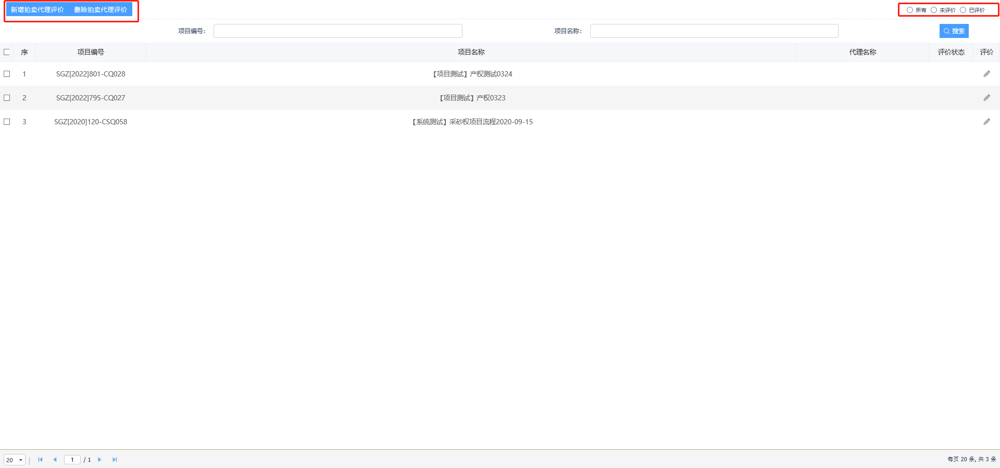 新增拍卖代理评价 删除拍卖代理评价 所有 未评价 已评价
项目编号： 项目名称： 搜索
序 项目编号 项目名称 代理名称 评价状态 评价
1 SGZ[2022]801-CQ028 【项目测试】产权测试0324
2 SGZ[2022]795-CQ027 【项目测试】产权0323
3 SGZ[2020]120-CSQ058 【系统测试】采砂权项目流程2020-09-15
20 1 / 1 每页 20 条, 共 3 条